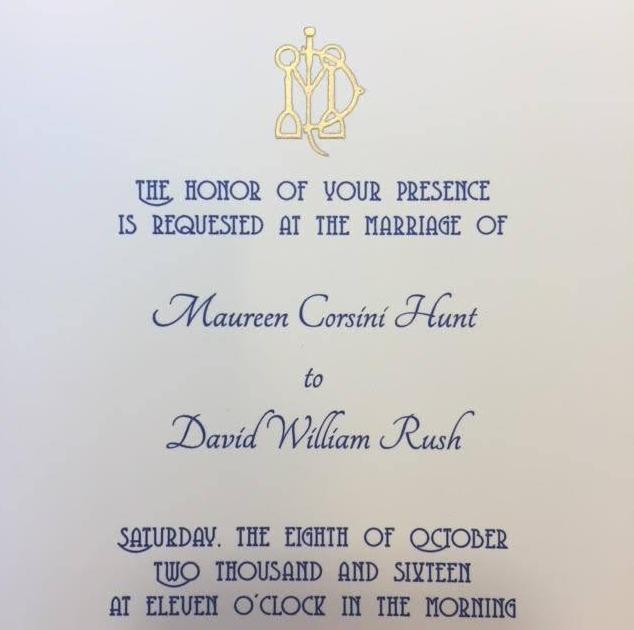 THE HONOR OF YOUR PRESENCE
IS REQUESTED AT THE MARRIAGE OF
Maureen Corsini Hunt
to
David William Rush
SATURDAY, THE EIGHTH OF OCTOBER
TWO THOUSAND AND SIXTEEN
AT ELEVEN O'CLOCK IN THE MORNING